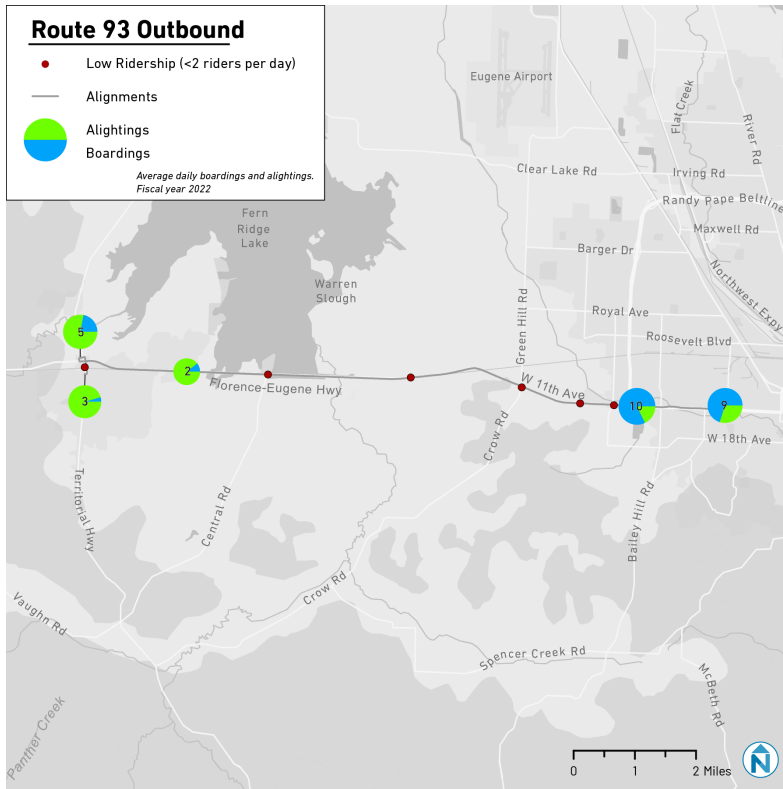 Route 93 Outbound
Low Ridership (<2 riders per day)
Alignments
Alightings
Boardings
Average daily boardings and alightings.
Fiscal year 2022
Eugene Airport
Flat Creek
River Rd
Clear Lake Rd
Irving Rd
Randy Pape Beltline
Maxwell Rd
Fern
Ridge
Lake
Barger Dr
Northwest Expy
Warren
Slough
Green Hill Rd
Royal Ave
Roosevelt Blvd
5
2
Florence-Eugene Hwy
W 11th Ave
3
10
9
Crow Rd
W 18th Ave
Territorial Hwy
Central Rd
Bailey Hill Rd
Crow Rd
Vaughn Rd
Spencer Creek Rd
McBeth Rd
Panther Creek
N
0 1 2 Miles